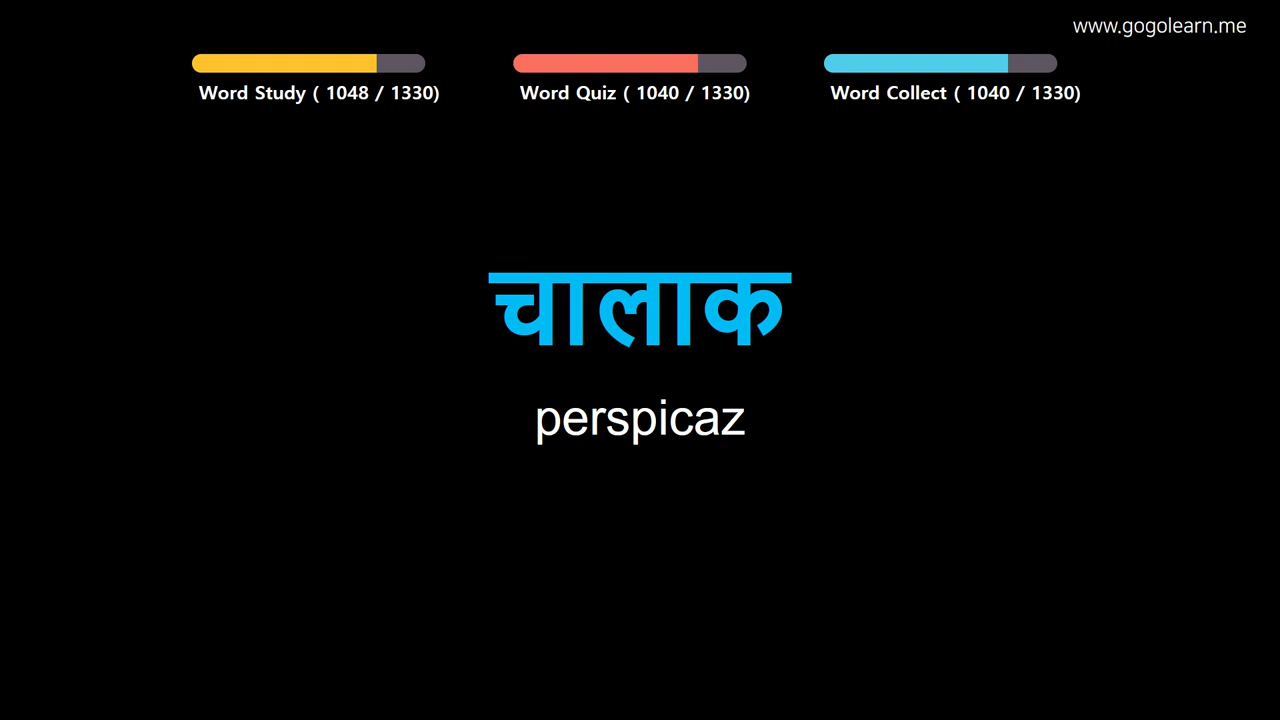 www.gogolearn.me
Word Study ( 1048 / 1330)
Word Quiz ( 1040 / 1330)
Word Collect ( 1040 / 1330)
चालाक
perspicaz